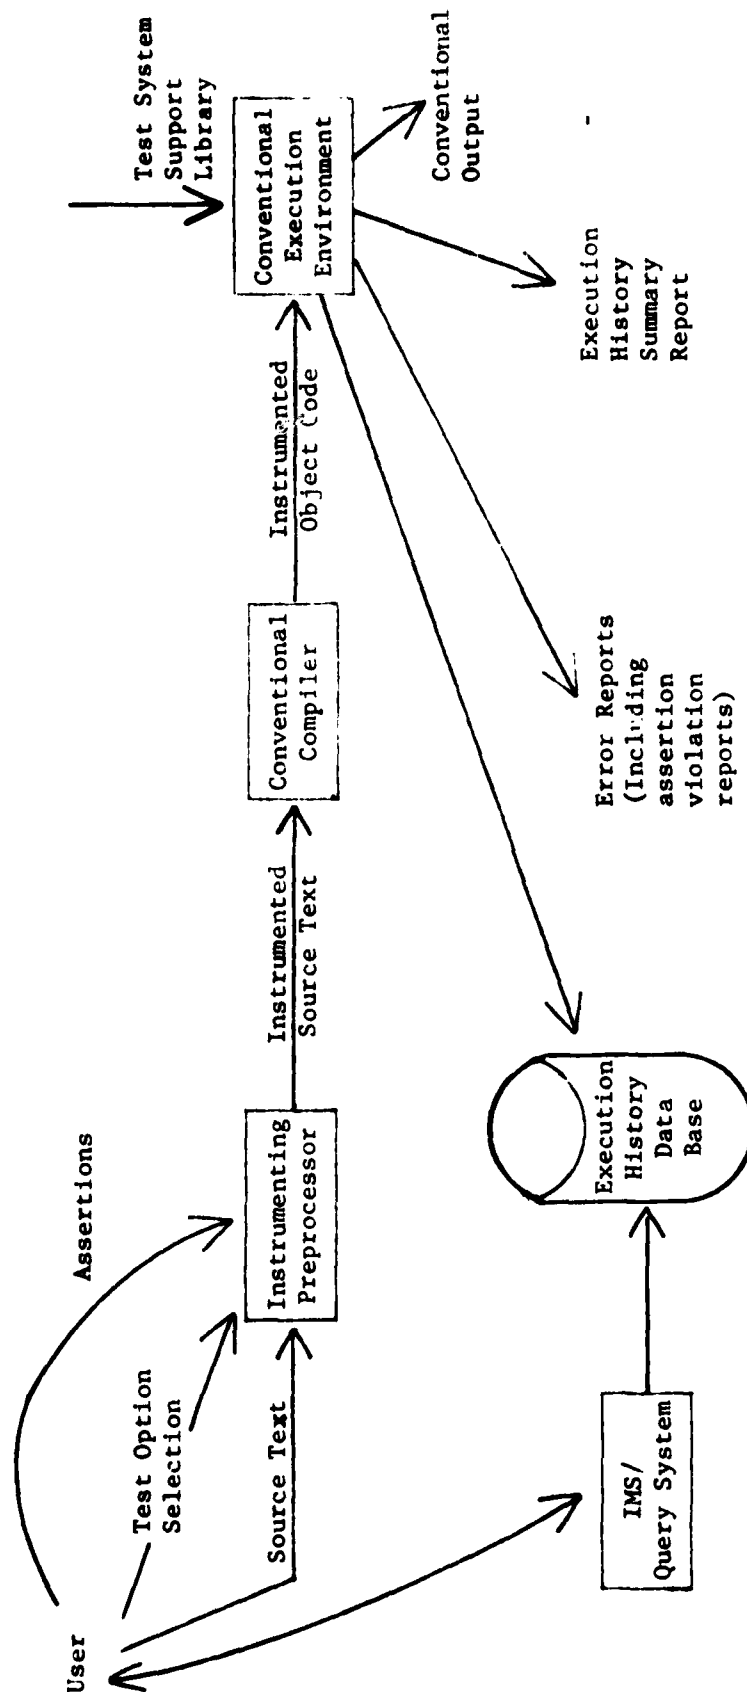 User
Assertions
Test Option
Selection
Source Text
Instrumenting
Preprocessor
Instrumented
Source Text
Conventional
Compiler
Instrumented
Object Code
Test System
Support
Library
Conventional
Execution
Environment
Conventional
Output
Execution
History
Summary
Report
Error Reports
(Including
assertion
violation
reports)
Execution
History
Data
Base
IMS/
Query System